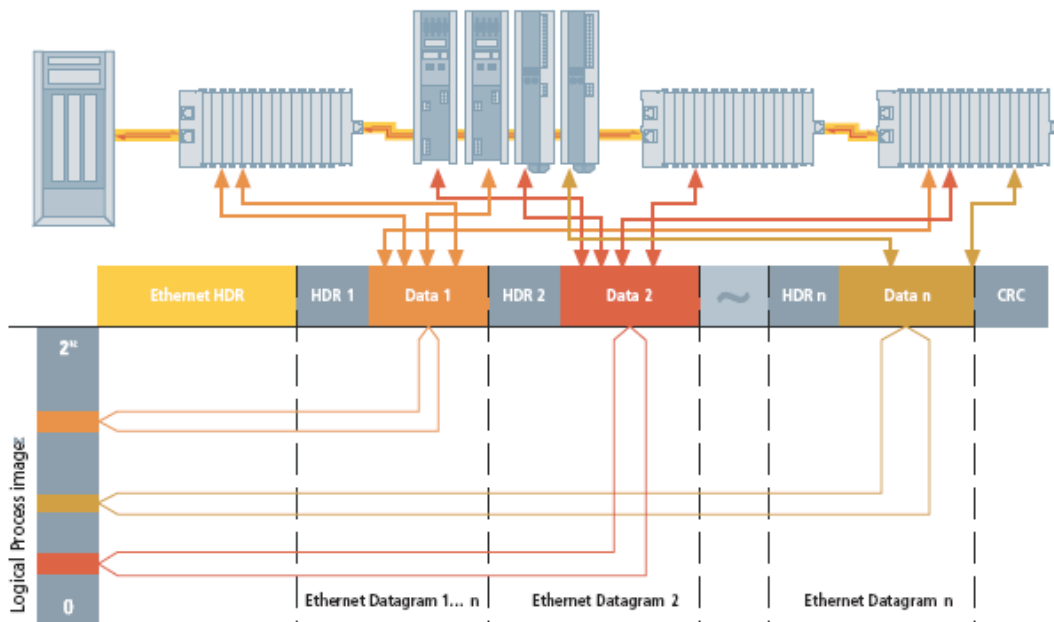 Ethernet HDR
HDR 1
Data 1
HDR 2
Data 2
~
HDR n
Data n
CRC
2³²
0
Logical Process image:
Ethernet Datagram 1... n
Ethernet Datagram 2
Ethernet Datagram n